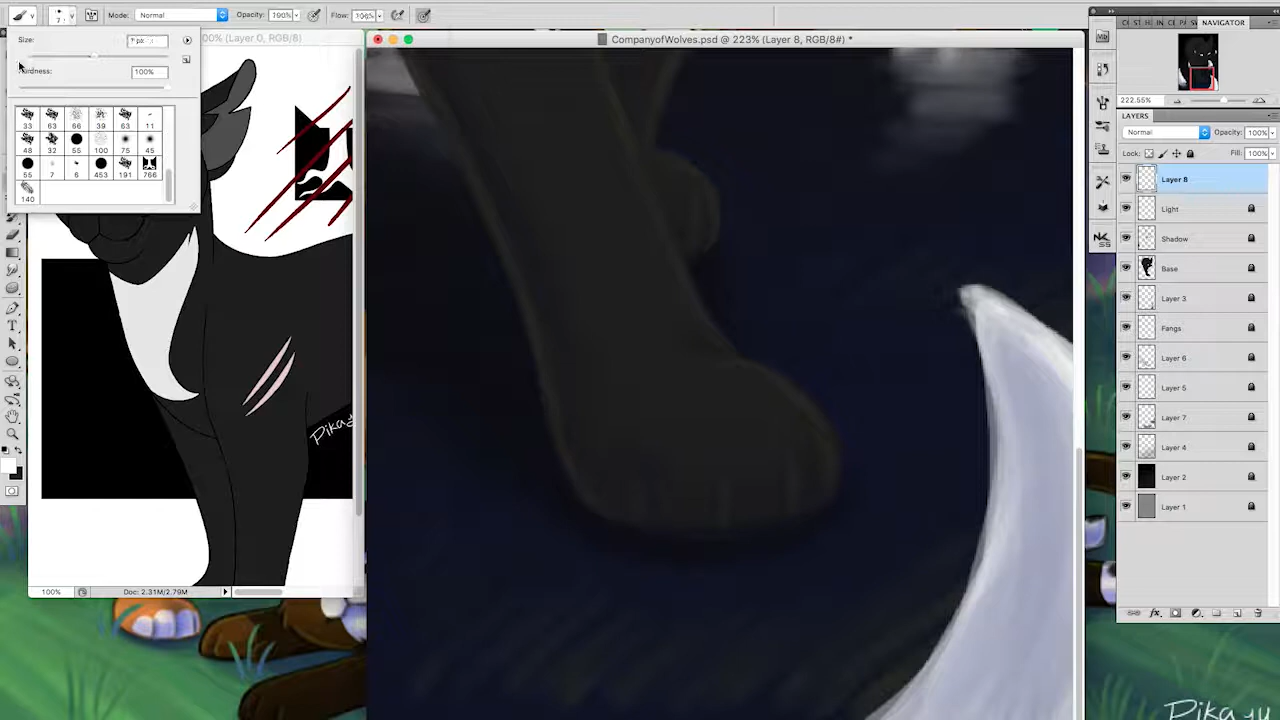 Mode: Normal Opacity: 100% Flow: 100%
Size:
Hardness: 100%
33 63 66 39 63 11
48 32 55 100 75 45
55 7 6 453 191 766
140
00% (Layer 0, RGB/8)
Pikayu
100% Doc: 2.31M/2.79M
CompanyofWolves.psd @ 223% (Layer 8, RGB/8#) *
NAVIGATOR
222.55%
LAYERS
Normal Opacity: 100%
Lock: Fill: 100%
Layer 8
Light
Shadow
Base
Layer 3
Fangs
Layer 6
Layer 5
Layer 7
Layer 4
Layer 2
Layer 1